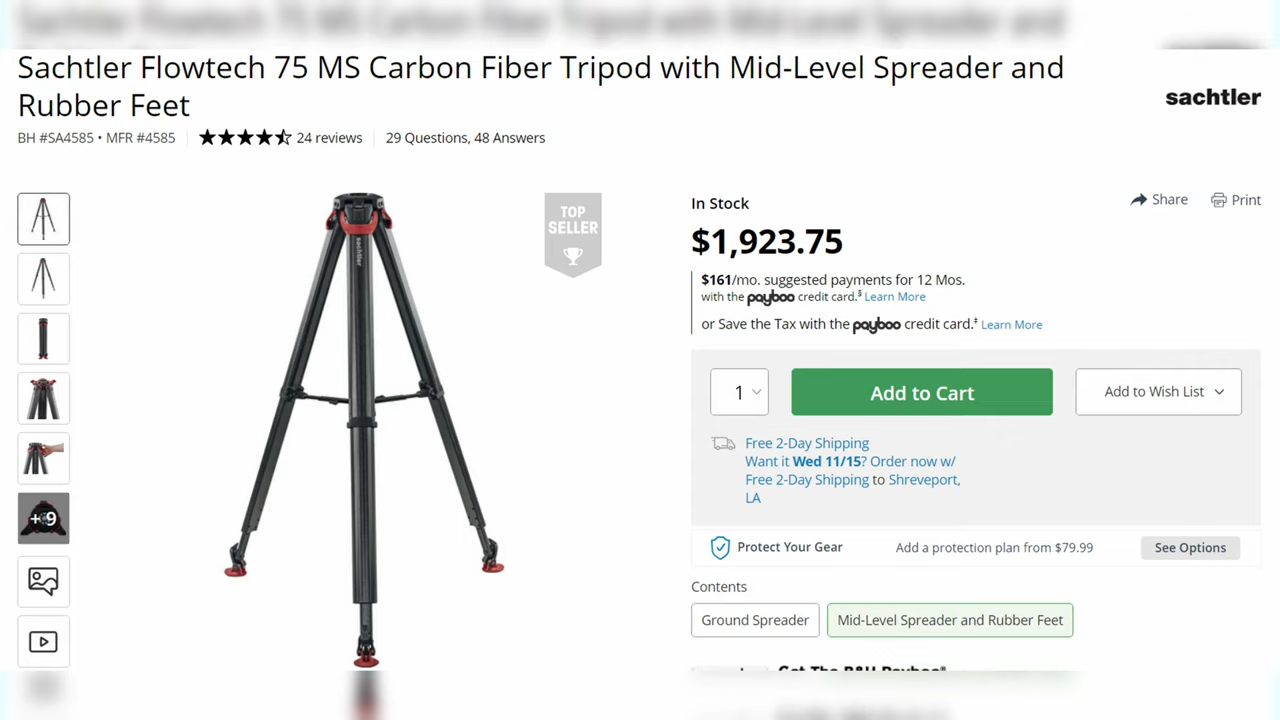 Sachtler Flowtech 75 MS Carbon Fiber Tripod with Mid-Level Spreader and
Rubber Feet
sachtler
BH #SA4585 • MFR #4585
24 reviews
29 Questions, 48 Answers
TOP
SELLER
sachtler
+9
In Stock
Share
Print
$1,923.75
$161/mo. suggested payments for 12 Mos.
with the payboo credit card.§ Learn More
or Save the Tax with the payboo credit card.‡ Learn More
1
Add to Cart
Add to Wish List
Free 2-Day Shipping
Want it Wed 11/15? Order now w/
Free 2-Day Shipping to Shreveport,
LA
Protect Your Gear
Add a protection plan from $79.99
See Options
Contents
Ground Spreader
Mid-Level Spreader and Rubber Feet
Get The B&H Payboo®